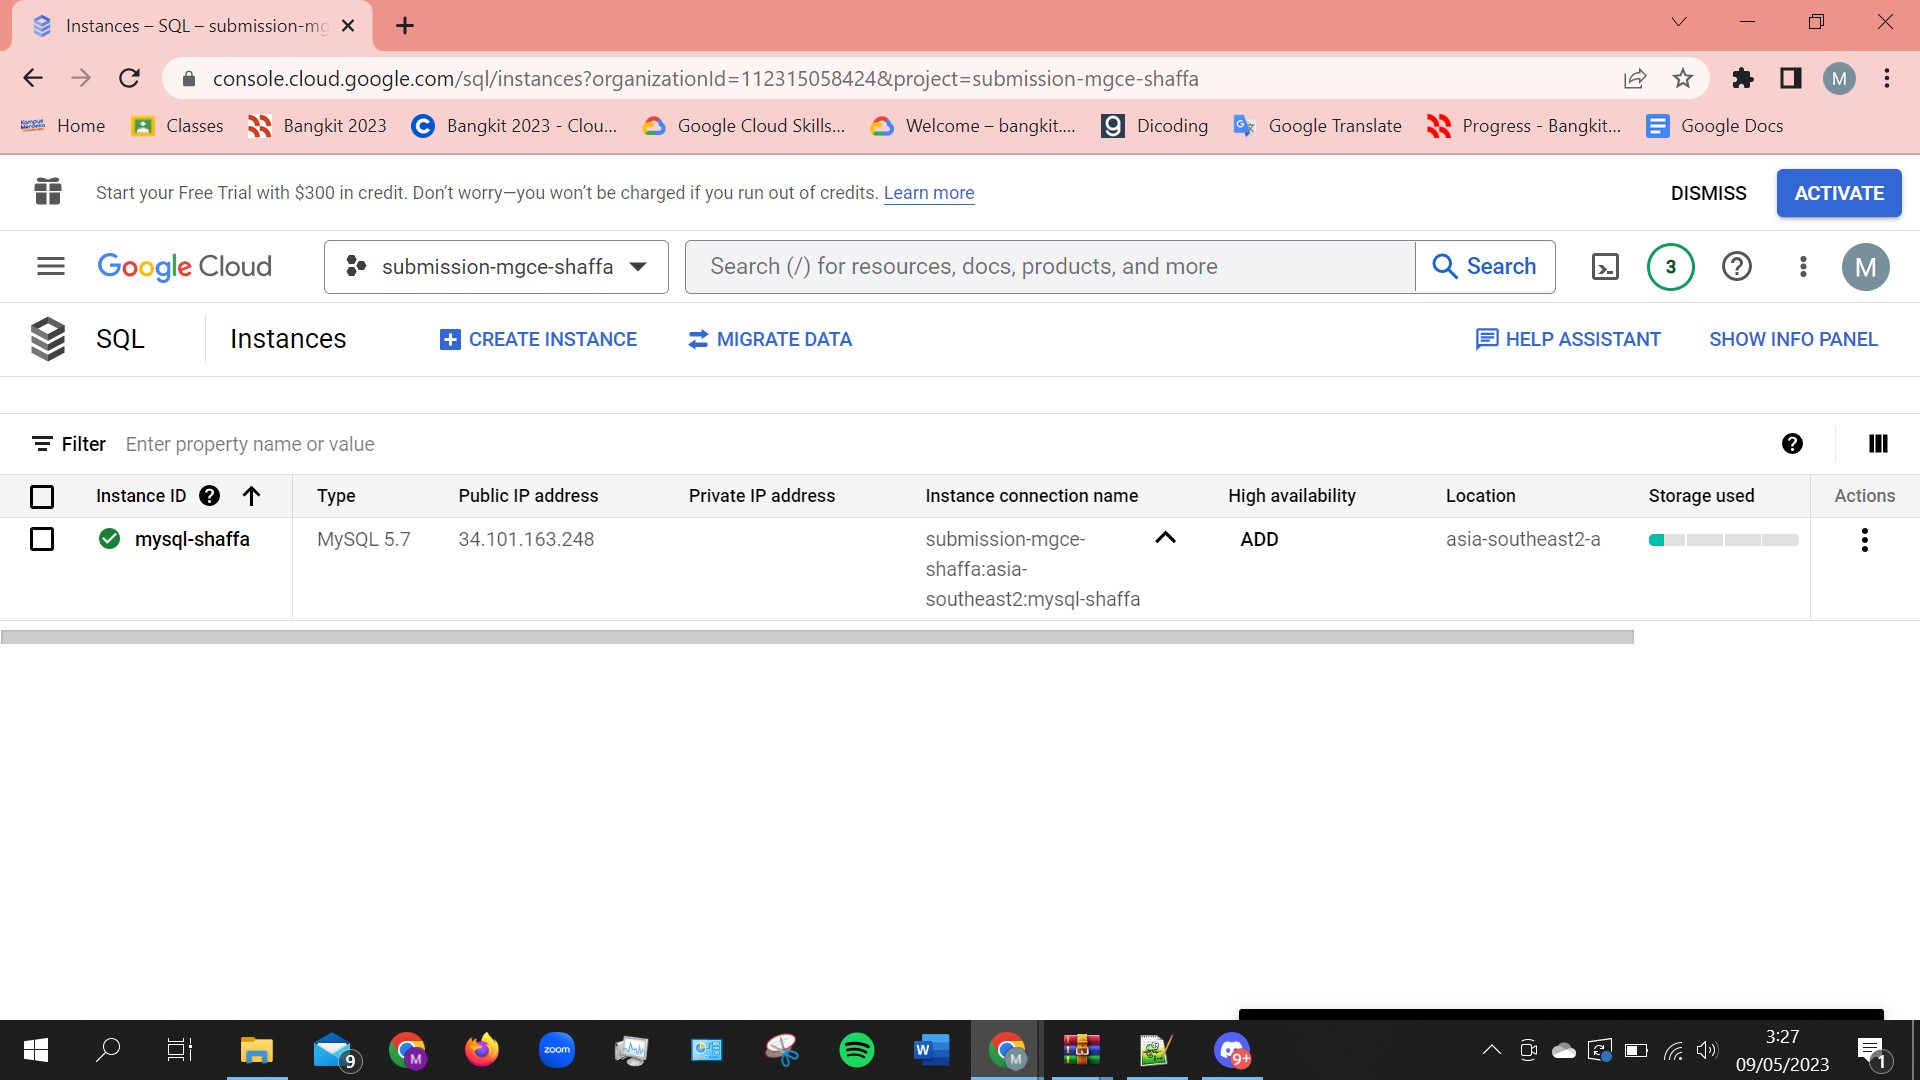 Instances – SQL – submission-mg
console.cloud.google.com/sql/instances?organizationId=112315058424&project=submission-mgce-shaffa
M
Kampus Merdeka Home
Classes
Bangkit 2023
Bangkit 2023 - Clou...
Google Cloud Skills...
Welcome – bangkit....
Dicoding
Google Translate
Progress - Bangkit...
Google Docs
Start your Free Trial with $300 in credit. Don't worry—you won't be charged if you run out of credits. Learn more
DISMISS
ACTIVATE
Google Cloud
submission-mgce-shaffa
Search (/) for resources, docs, products, and more
Search
3
M
SQL
Instances
CREATE INSTANCE
MIGRATE DATA
HELP ASSISTANT
SHOW INFO PANEL
Filter Enter property name or value
Instance ID Type Public IP address Private IP address Instance connection name High availability Location Storage used Actions
mysql-shaffa MySQL 5.7 34.101.163.248 submission-mgce- ADD asia-southeast2-a
shaffa:asia-
southeast2:mysql-shaffa
9
M
zoom
W
M
9+
3:27
09/05/2023
1